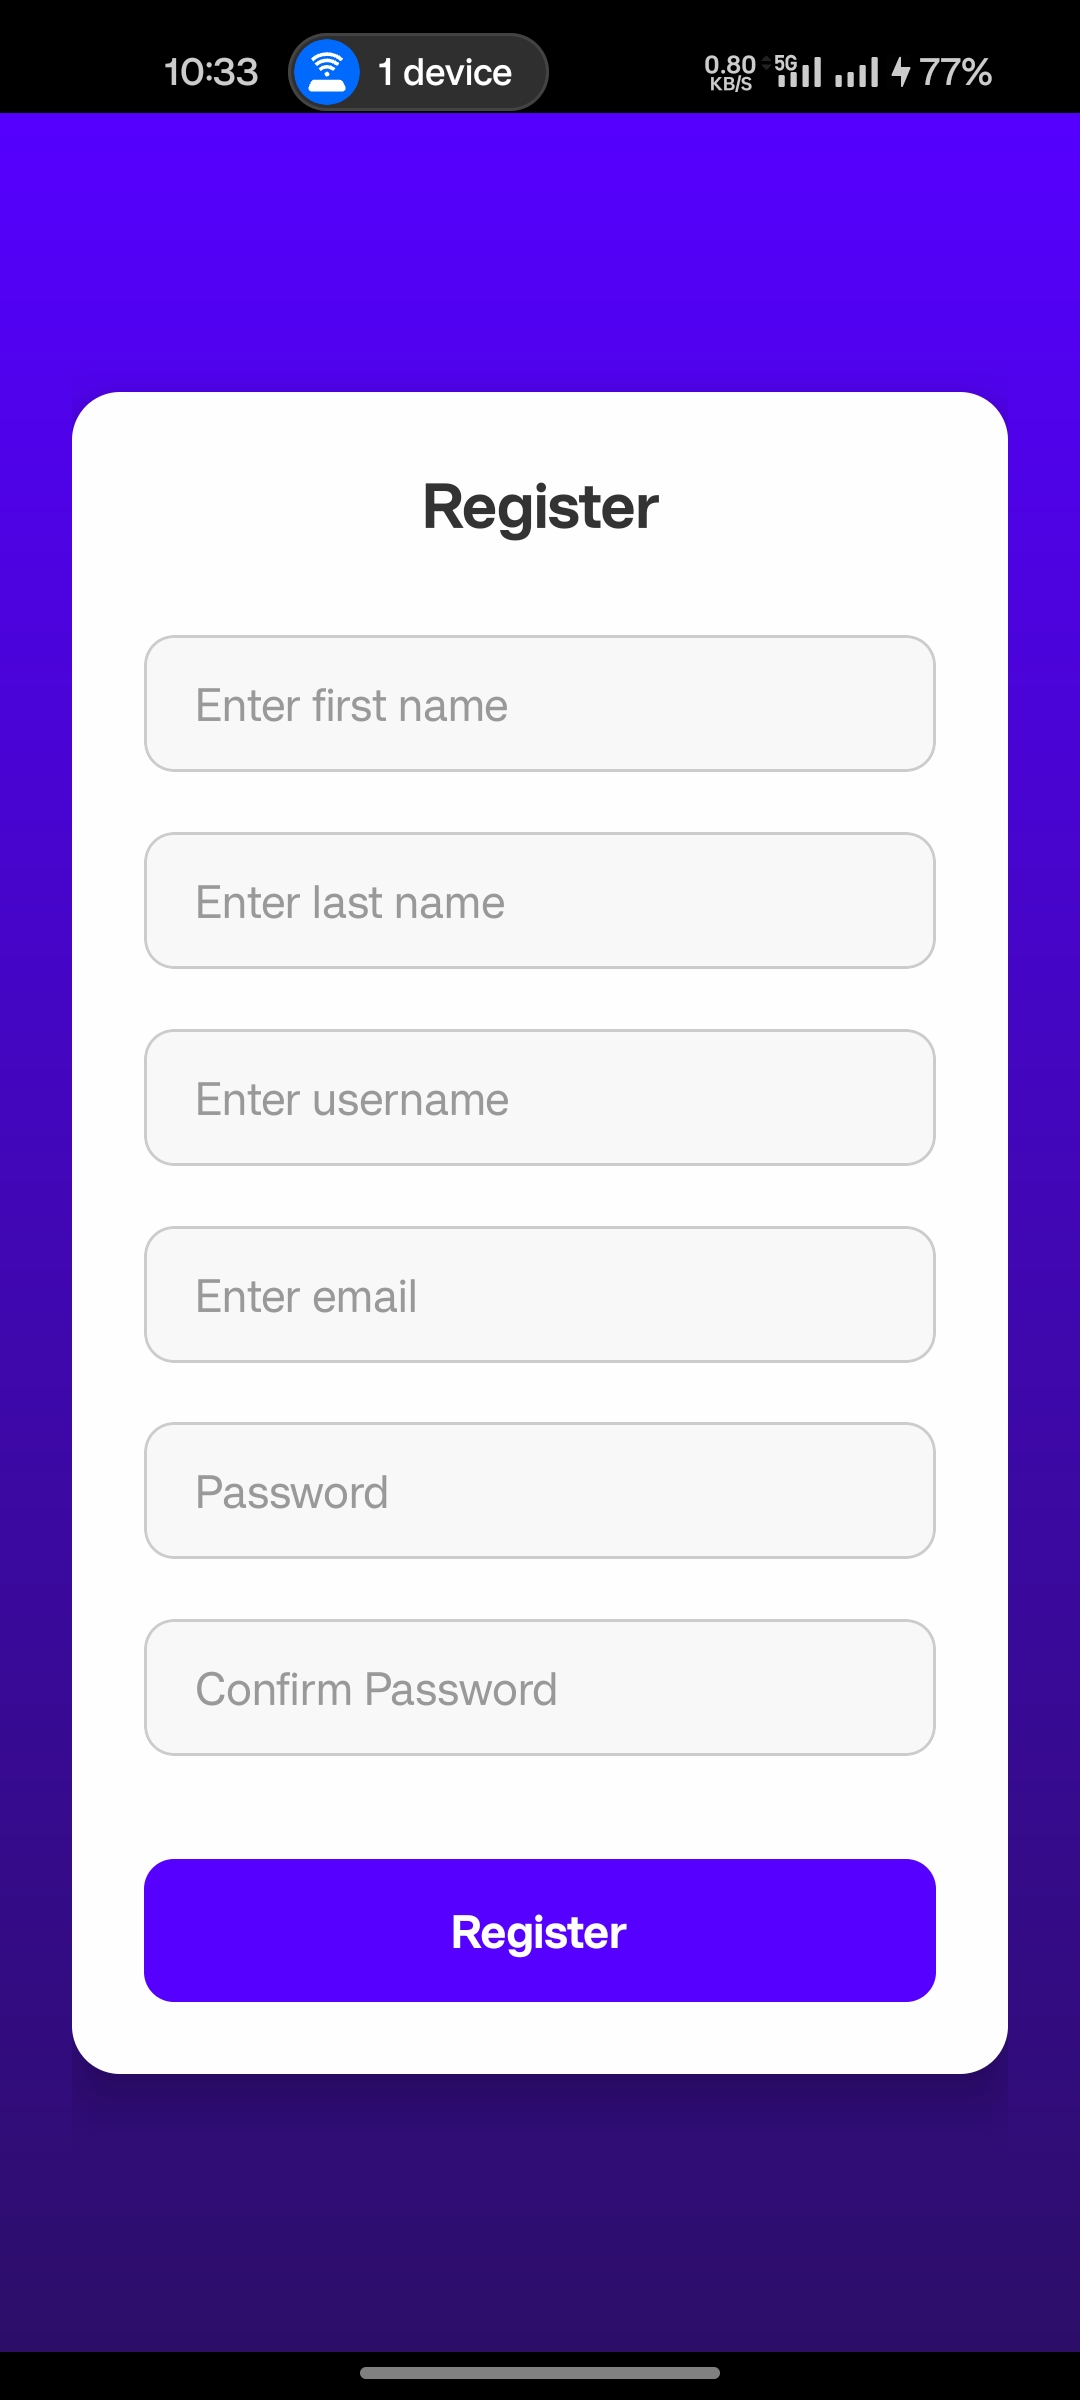 10:33
1 device
0.80
KB/S
5G
77%
Register
Enter first name
Enter last name
Enter username
Enter email
Password
Confirm Password
Register